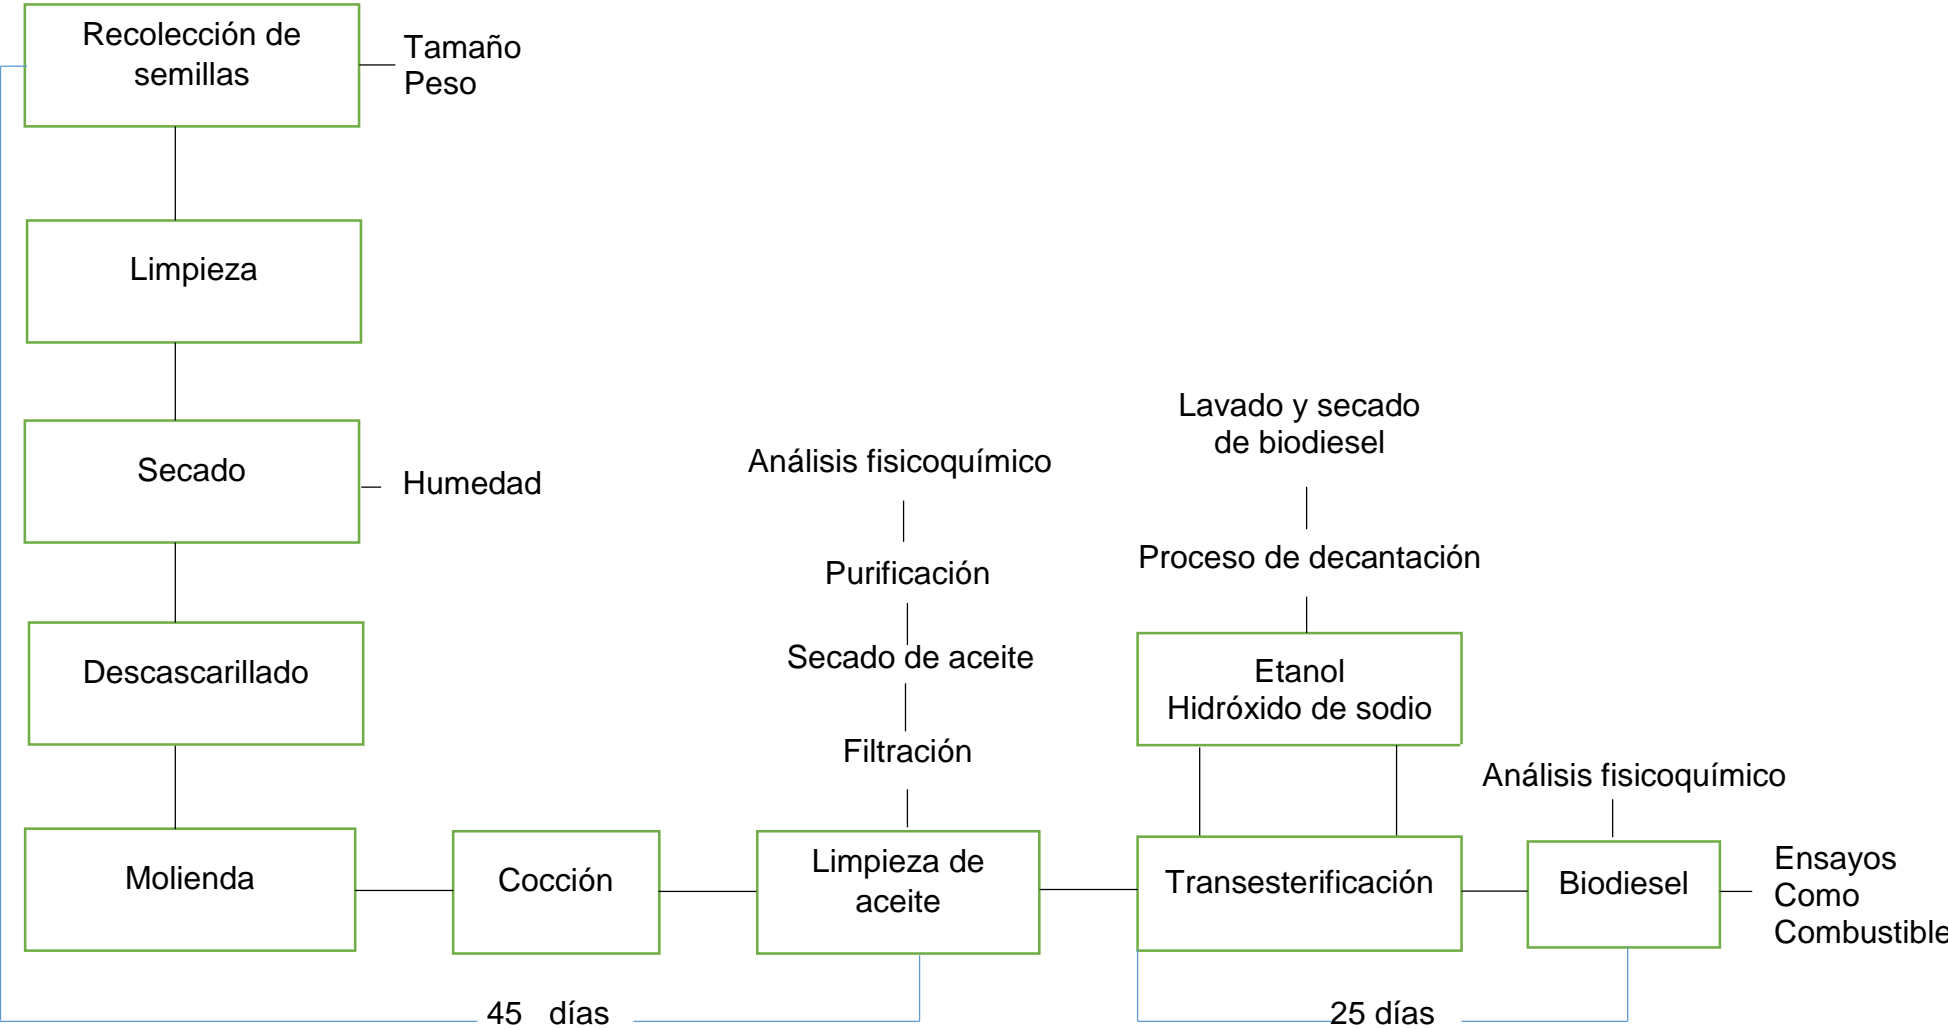 Recolección de
semillas
Tamaño
Peso
Limpieza
Secado
Humedad
Descascarillado
Molienda
Cocción
Análisis fisicoquímico
Purificación
Secado de aceite
Filtración
Limpieza de
aceite
Lavado y secado
de biodiesel
Proceso de decantación
Etanol
Hidróxido de sodio
Transesterificación
Análisis fisicoquímico
Biodiesel
Ensayos
Como
Combustible
45 días
25 días